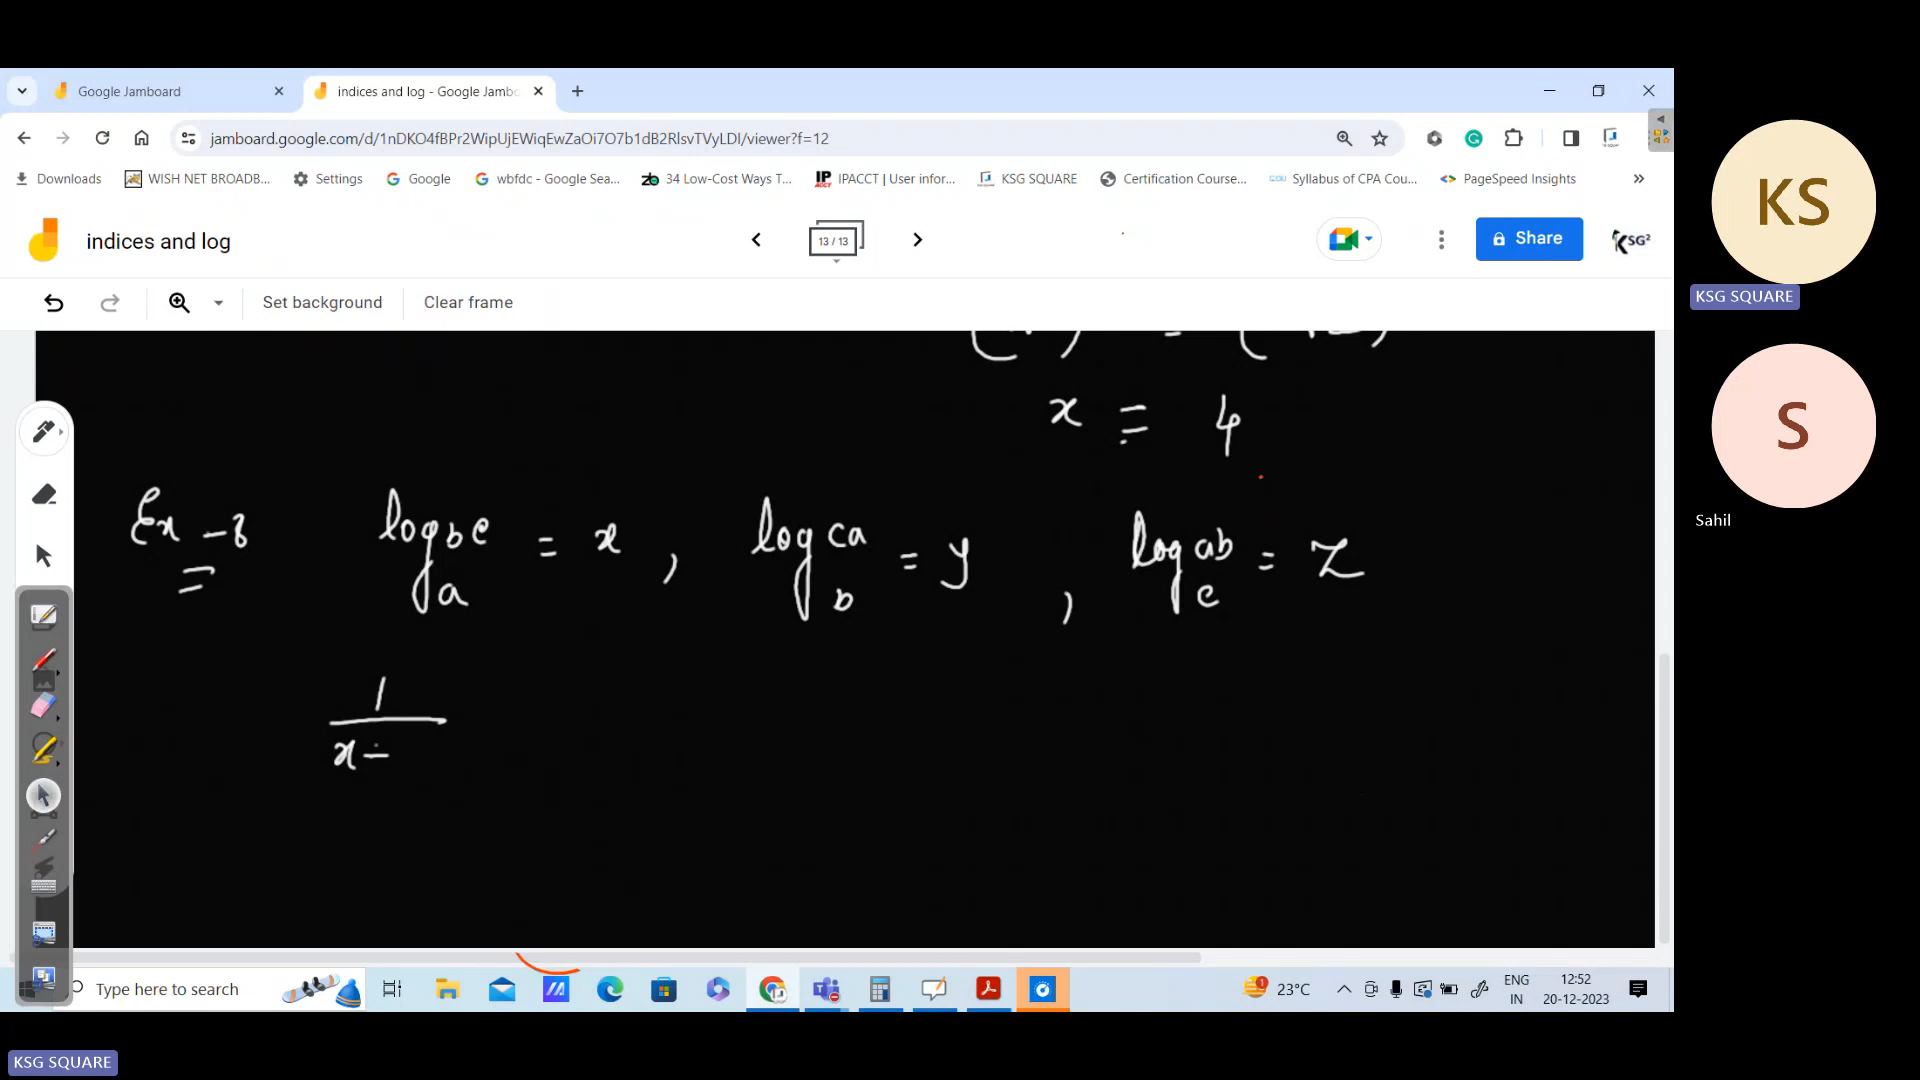 Google Jamboard
indices and log - Google Jambo
jamboard.google.com/d/1nDKO4fBPr2WipUjEWiqEwZaOi7O7b1dB2RlsvTVyLDI/viewer?f=12
Downloads WISH NET BROADB... Settings Google wbfdc - Google Sea... 34 Low-Cost Ways T... IPACCT | User infor... KSG SQUARE Certification Course... Syllabus of CPA Cou... PageSpeed Insights »
indices and log
13 / 13
Share
KSG²
Set background Clear frame
x = 4
Ex - 8 log_a bc = x , log_b ca = y , log_c ab = z
1
x +
KS
KSG SQUARE
S
Sahil
Type here to search
23°C
ENG
IN
12:52
20-12-2023
KSG SQUARE